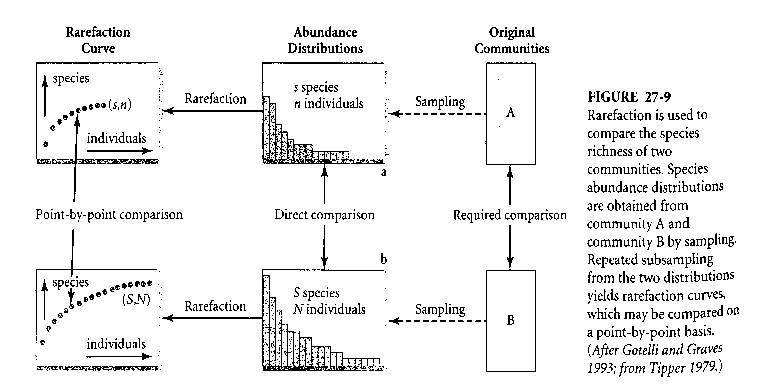 Rarefaction
Curve
Abundance
Distributions
Original
Communities
species
(s,n)
individuals
Rarefaction
s species
n individuals
a
Sampling
A
Point-by-point comparison
Direct comparison
Required comparison
species
(S,N)
individuals
Rarefaction
b
S species
N individuals
Sampling
B
FIGURE 27-9
Rarefaction is used to
compare the species
richness of two
communities. Species
abundance distributions
are obtained from
community A and
community B by sampling.
Repeated subsampling
from the two distributions
yields rarefaction curves,
which may be compared on
a point-by-point basis.
(After Gotelli and Graves
1993; from Tipper 1979.)